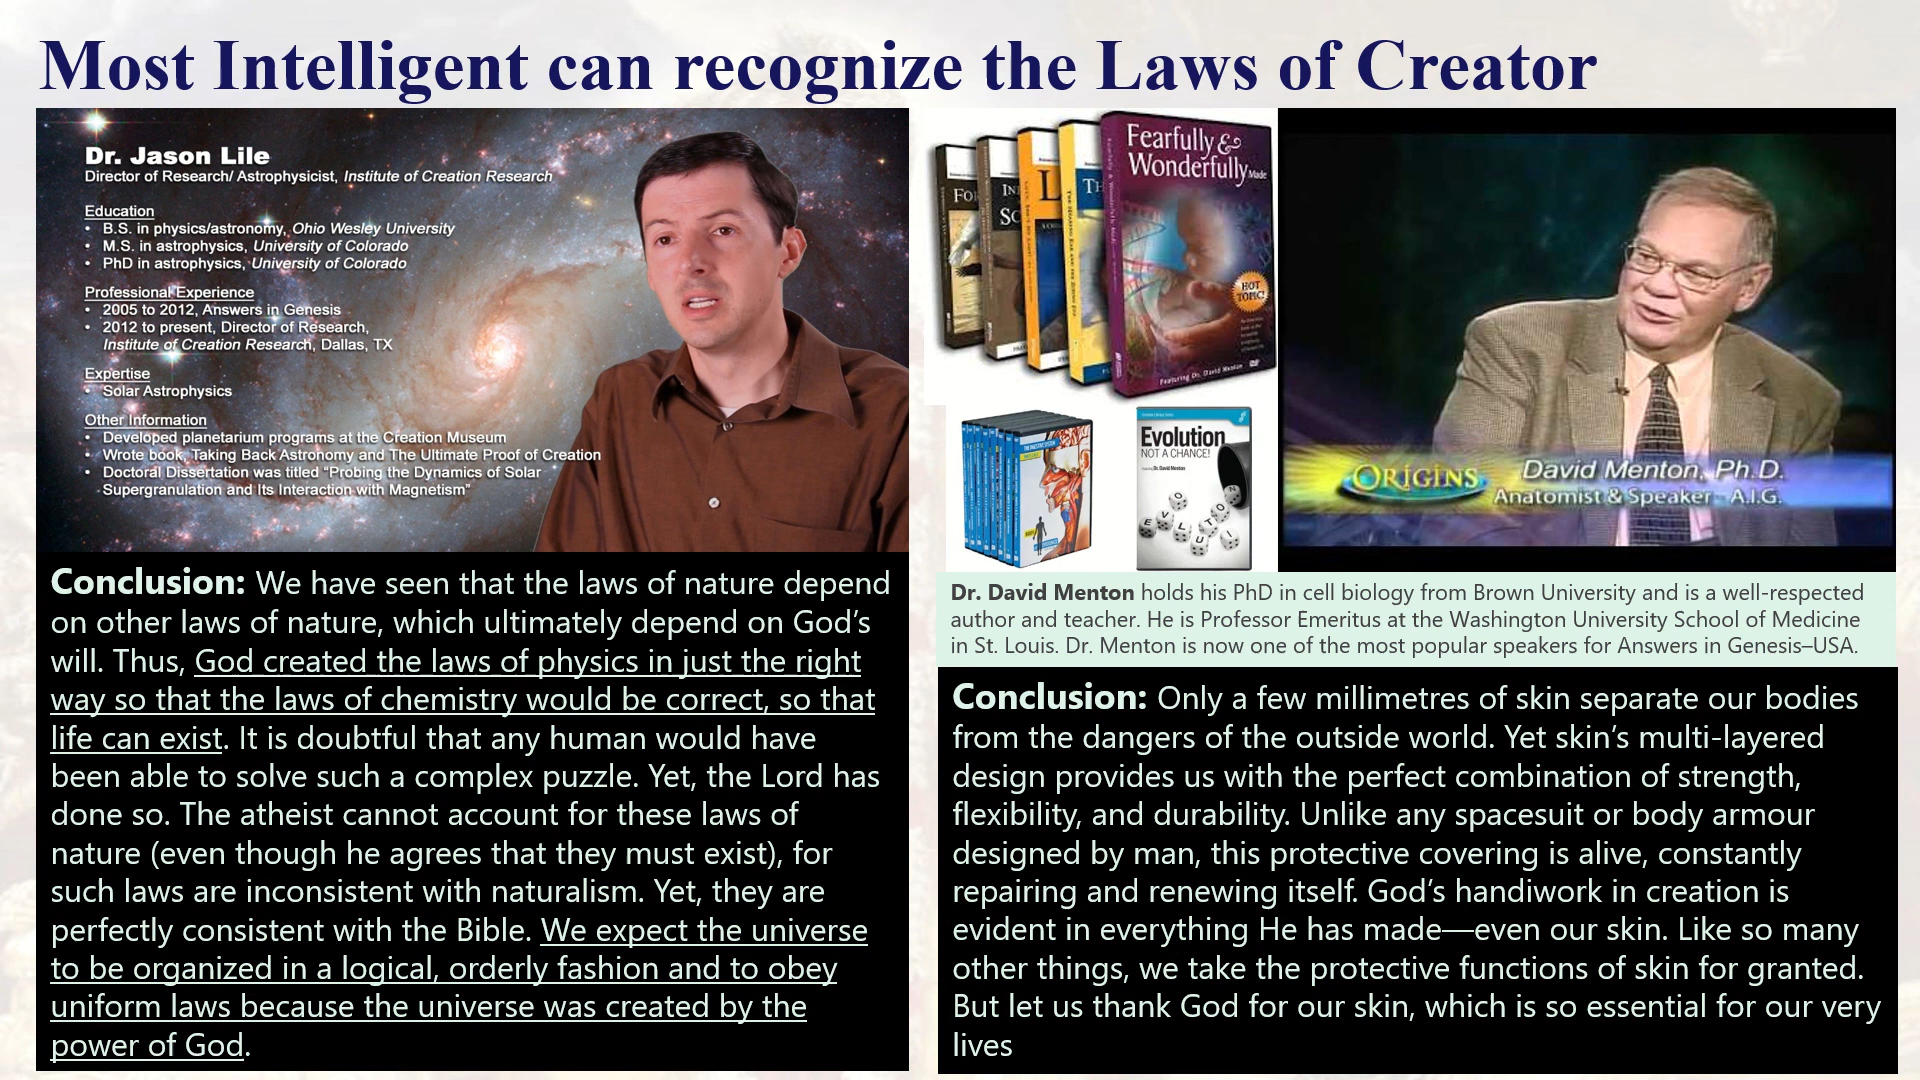 Most Intelligent can recognize the Laws of Creator
Dr. Jason Lile
Director of Research/ Astrophysicist, Institute of Creation Research
Education
• B.S. in physics/astronomy, Ohio Wesley University
• M.S. in astrophysics, University of Colorado
• PhD in astrophysics, University of Colorado
Professional Experience
• 2005 to 2012, Answers in Genesis
• 2012 to present, Director of Research,
Institute of Creation Research, Dallas, TX
Expertise
• Solar Astrophysics
Other Information
• Developed planetarium programs at the Creation Museum
• Wrote book, Taking Back Astronomy and The Ultimate Proof of Creation
• Doctoral Dissertation was titled “Probing the Dynamics of Solar
Supergranulation and Its Interaction with Magnetism”
Conclusion: We have seen that the laws of nature depend
on other laws of nature, which ultimately depend on God’s
will. Thus, God created the laws of physics in just the right
way so that the laws of chemistry would be correct, so that
life can exist. It is doubtful that any human would have
been able to solve such a complex puzzle. Yet, the Lord has
done so. The atheist cannot account for these laws of
nature (even though he agrees that they must exist), for
such laws are inconsistent with naturalism. Yet, they are
perfectly consistent with the Bible. We expect the universe
to be organized in a logical, orderly fashion and to obey
uniform laws because the universe was created by the
power of God.
Fearfully &
Wonderfully Made
HOT
TOPIC!
Featuring Dr. David Menton
Evolution
NOT A CHANCE!
Dr. David Menton
E V O L U T I O N
ORIGINS
David Menton, Ph.D.
Anatomist & Speaker - A.I.G.
Dr. David Menton holds his PhD in cell biology from Brown University and is a well-respected
author and teacher. He is Professor Emeritus at the Washington University School of Medicine
in St. Louis. Dr. Menton is now one of the most popular speakers for Answers in Genesis–USA.
Conclusion: Only a few millimetres of skin separate our bodies
from the dangers of the outside world. Yet skin’s multi-layered
design provides us with the perfect combination of strength,
flexibility, and durability. Unlike any spacesuit or body armour
designed by man, this protective covering is alive, constantly
repairing and renewing itself. God’s handiwork in creation is
evident in everything He has made—even our skin. Like so many
other things, we take the protective functions of skin for granted.
But let us thank God for our skin, which is so essential for our very
lives